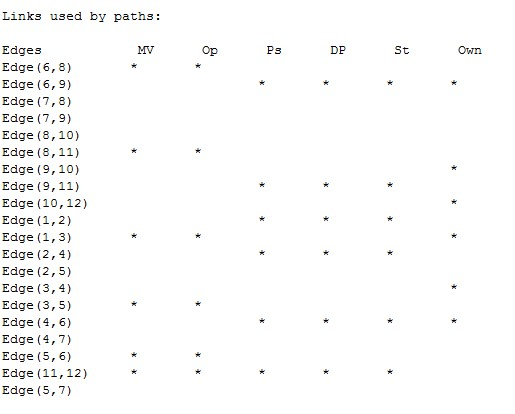 Links used by paths:
Edges MV Op Ps DP St Own
Edge(6,8) * *
Edge(6,9) * * * *
Edge(7,8)
Edge(7,9)
Edge(8,10)
Edge(8,11) * *
Edge(9,10) *
Edge(9,11) * * *
Edge(10,12) *
Edge(1,2) * * *
Edge(1,3) * * *
Edge(2,4) * * *
Edge(2,5)
Edge(3,4) *
Edge(3,5) * *
Edge(4,6) * * * *
Edge(4,7)
Edge(5,6) * *
Edge(11,12) * * * * *
Edge(5,7)